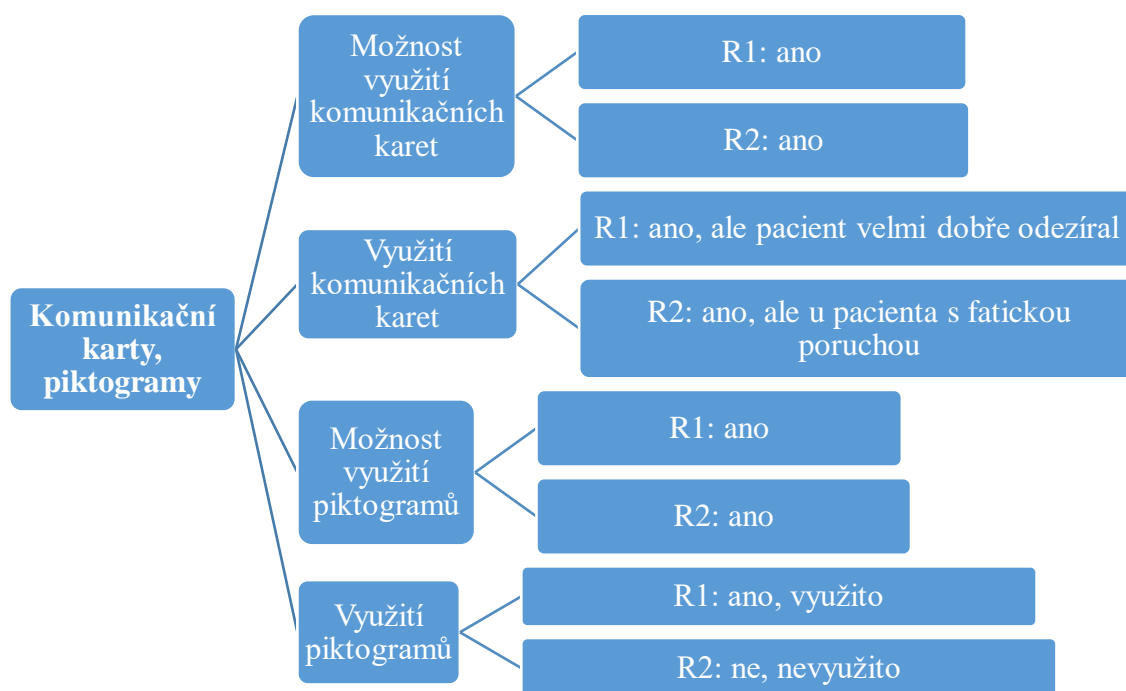 Komunikační
karty,
piktogramy
Možnost
využití
komunikačních
karet
R1: ano
R2: ano
Využití
komunikačních
karet
R1: ano, ale pacient velmi dobře odezíral
R2: ano, ale u pacienta s fatickou
poruchou
Možnost
využití
piktogramů
R1: ano
R2: ano
Využití
piktogramů
R1: ano, využito
R2: ne, nevyužito